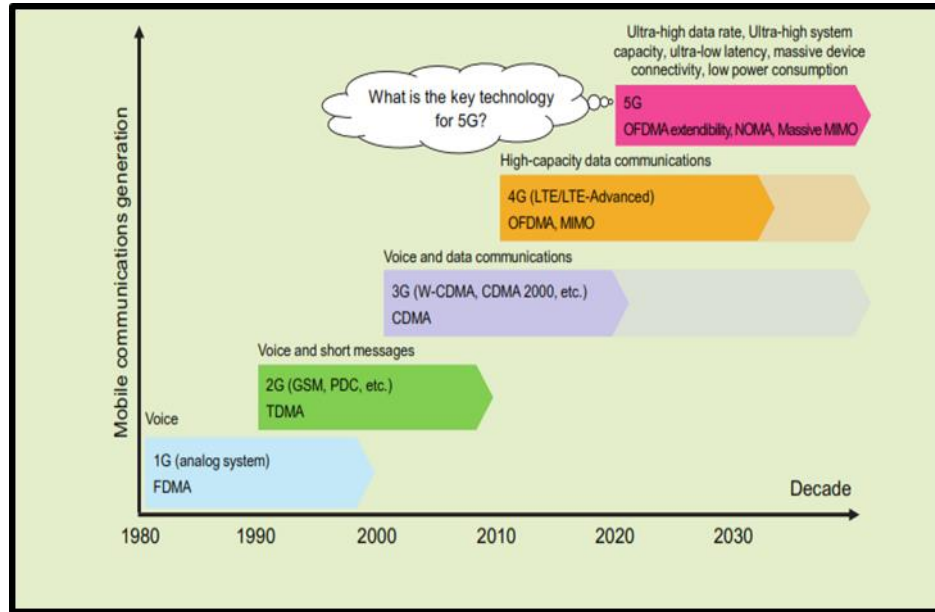 Ultra-high data rate, Ultra-high system
capacity, ultra-low latency, massive device
connectivity, low power consumption
What is the key technology
for 5G?
5G
OFDMA extendibility, NOMA, Massive MIMO
High-capacity data communications
4G (LTE/LTE-Advanced)
OFDMA, MIMO
Voice and data communications
3G (W-CDMA, CDMA 2000, etc.)
CDMA
Voice and short messages
2G (GSM, PDC, etc.)
TDMA
Voice
1G (analog system)
FDMA
Mobile communications generation
Decade
1980 1990 2000 2010 2020 2030